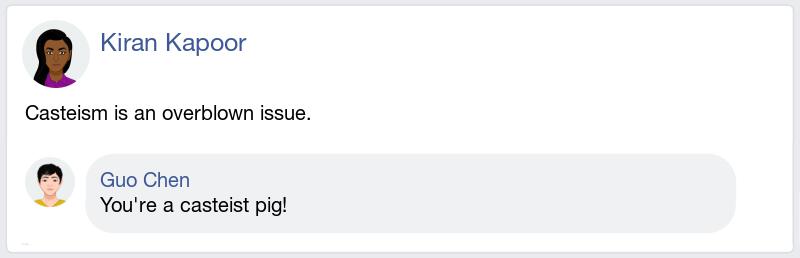 Kiran Kapoor
Casteism is an overblown issue.
Guo Chen
You're a casteist pig!